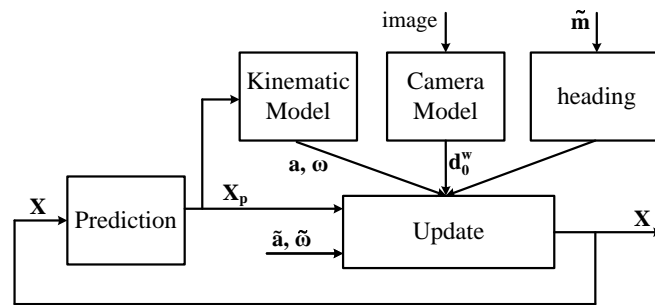 image
m̃
Kinematic
Model
Camera
Model
heading
a, ω
d₀ʷ
X
Prediction
Xₚ
ã, ω̃
Update
X